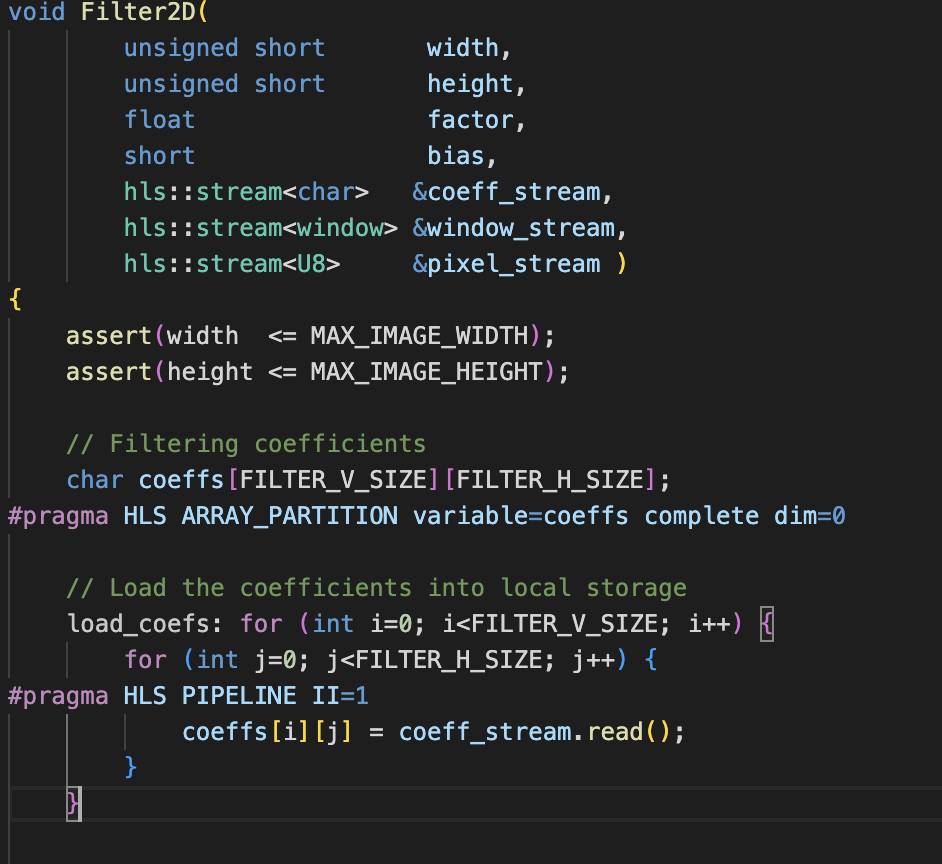 void Filter2D(
        unsigned short       width,
        unsigned short       height,
        float                factor,
        short                bias,
        hls::stream<char>   &coeff_stream,
        hls::stream<window> &window_stream,
        hls::stream<U8>     &pixel_stream )
{
    assert(width  <= MAX_IMAGE_WIDTH);
    assert(height <= MAX_IMAGE_HEIGHT);

    // Filtering coefficients
    char coeffs[FILTER_V_SIZE][FILTER_H_SIZE];
#pragma HLS ARRAY_PARTITION variable=coeffs complete dim=0

    // Load the coefficients into local storage
    load_coefs: for (int i=0; i<FILTER_V_SIZE; i++) {
        for (int j=0; j<FILTER_H_SIZE; j++) {
#pragma HLS PIPELINE II=1
            coeffs[i][j] = coeff_stream.read();
        }
    }